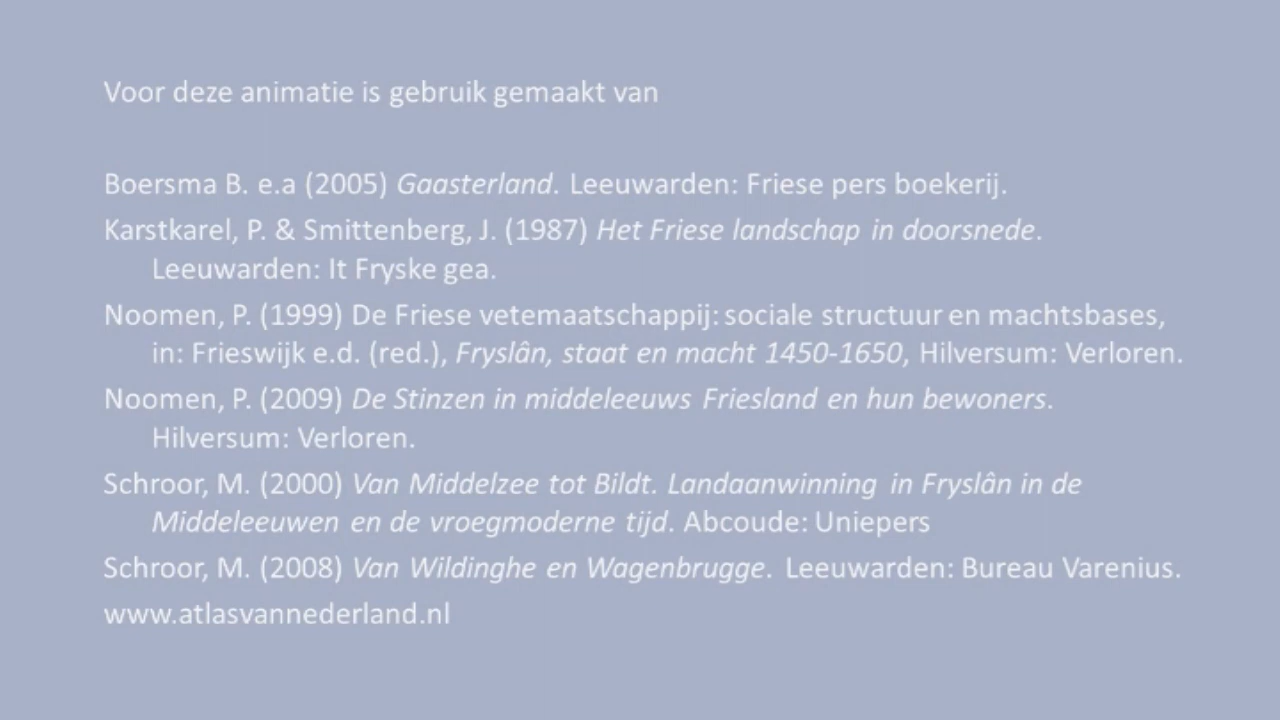 Voor deze animatie is gebruik gemaakt van
Boersma B. e.a (2005) Gaasterland. Leeuwarden: Friese pers boekerij.
Karstkarel, P. & Smittenberg, J. (1987) Het Friese landschap in doorsnede.
Leeuwarden: It Fryske gea.
Noomen, P. (1999) De Friese vetemaatschappij: sociale structuur en machtsbases,
in: Frieswijk e.d. (red.), Fryslân, staat en macht 1450-1650, Hilversum: Verloren.
Noomen, P. (2009) De Stinzen in middeleeuws Friesland en hun bewoners.
Hilversum: Verloren.
Schroor, M. (2000) Van Middelzee tot Bildt. Landaanwinning in Fryslân in de
Middeleeuwen en de vroegmoderne tijd. Abcoude: Uniepers
Schroor, M. (2008) Van Wildinghe en Wagenbrugge. Leeuwarden: Bureau Varenius.
www.atlasvannederland.nl